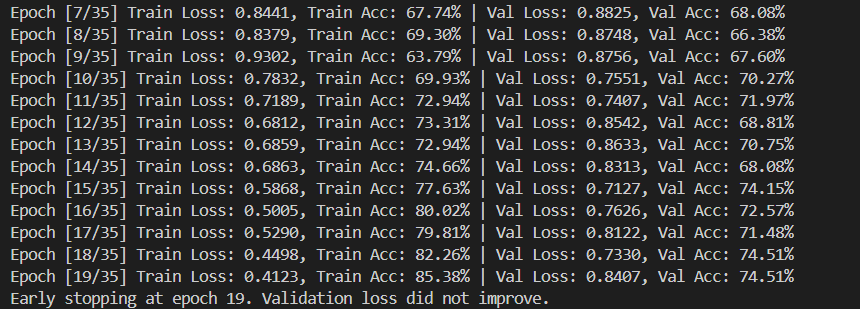 Epoch [7/35] Train Loss: 0.8441, Train Acc: 67.74% | Val Loss: 0.8825, Val Acc: 68.08%
Epoch [8/35] Train Loss: 0.8379, Train Acc: 69.30% | Val Loss: 0.8748, Val Acc: 66.38%
Epoch [9/35] Train Loss: 0.9302, Train Acc: 63.79% | Val Loss: 0.8756, Val Acc: 67.60%
Epoch [10/35] Train Loss: 0.7832, Train Acc: 69.93% | Val Loss: 0.7551, Val Acc: 70.27%
Epoch [11/35] Train Loss: 0.7189, Train Acc: 72.94% | Val Loss: 0.7407, Val Acc: 71.97%
Epoch [12/35] Train Loss: 0.6812, Train Acc: 73.31% | Val Loss: 0.8542, Val Acc: 68.81%
Epoch [13/35] Train Loss: 0.6859, Train Acc: 72.94% | Val Loss: 0.8633, Val Acc: 70.75%
Epoch [14/35] Train Loss: 0.6863, Train Acc: 74.66% | Val Loss: 0.8313, Val Acc: 68.08%
Epoch [15/35] Train Loss: 0.5868, Train Acc: 77.63% | Val Loss: 0.7127, Val Acc: 74.15%
Epoch [16/35] Train Loss: 0.5005, Train Acc: 80.02% | Val Loss: 0.7626, Val Acc: 72.57%
Epoch [17/35] Train Loss: 0.5290, Train Acc: 79.81% | Val Loss: 0.8122, Val Acc: 71.48%
Epoch [18/35] Train Loss: 0.4498, Train Acc: 82.26% | Val Loss: 0.7330, Val Acc: 74.51%
Epoch [19/35] Train Loss: 0.4123, Train Acc: 85.38% | Val Loss: 0.8407, Val Acc: 74.51%
Early stopping at epoch 19. Validation loss did not improve.